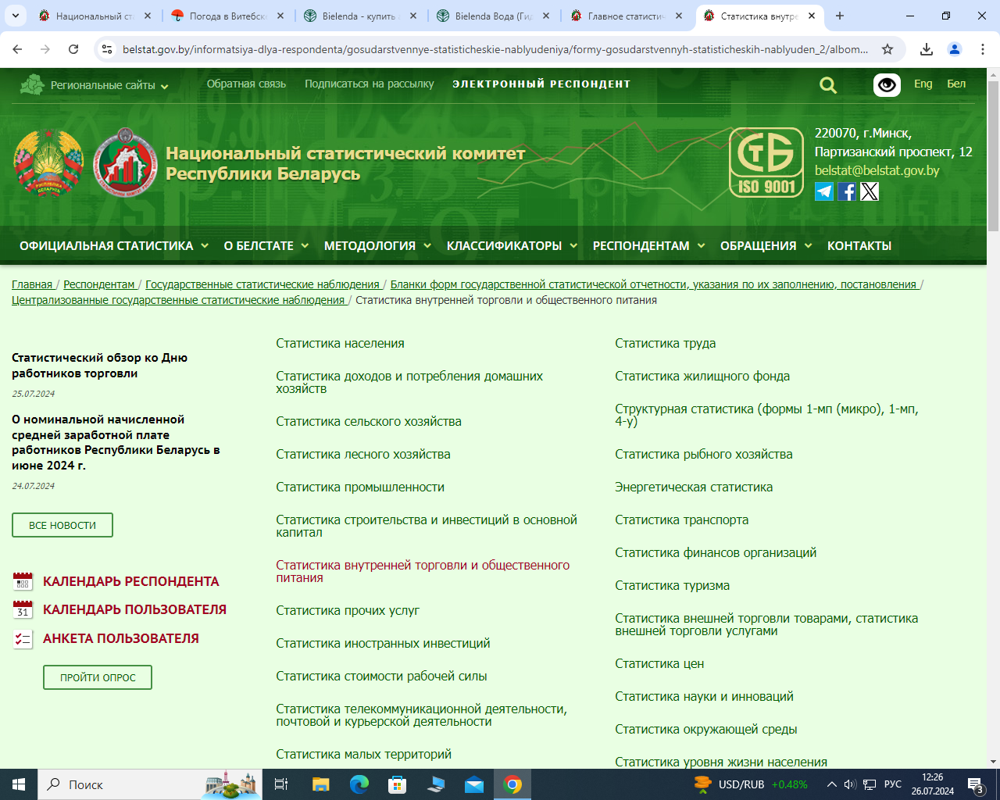 Национальный ста
Погода в Витебске
Bielenda - купить
Bielenda Вода (Гид
Главное статистич
Статистика внутре
belstat.gov.by/informatsiya-dlya-respondenta/gosudarstvennye-statisticheskie-nablyudeniya/formy-gosudarstvennyh-statisticheskih-nablyuden_2/albom...
Региональные сайты
Обратная связь
Подписаться на рассылку
ЭЛЕКТРОННЫЙ РЕСПОНДЕНТ
Eng
Бел
Национальный статистический комитет
Республики Беларусь
СТБ
ISO 9001
220070, г.Минск,
Партизанский проспект, 12
belstat@belstat.gov.by
ОФИЦИАЛЬНАЯ СТАТИСТИКА
О БЕЛСТАТЕ
МЕТОДОЛОГИЯ
КЛАССИФИКАТОРЫ
РЕСПОНДЕНТАМ
ОБРАЩЕНИЯ
КОНТАКТЫ
Главная / Респондентам / Государственные статистические наблюдения / Бланки форм государственной статистической отчетности, указания по их заполнению, постановления /
Централизованные государственные статистические наблюдения / Статистика внутренней торговли и общественного питания
Статистический обзор ко Дню
работников торговли
25.07.2024
О номинальной начисленной
средней заработной плате
работников Республики Беларусь в
июне 2024 г.
24.07.2024
ВСЕ НОВОСТИ
КАЛЕНДАРЬ РЕСПОНДЕНТА
31
КАЛЕНДАРЬ ПОЛЬЗОВАТЕЛЯ
АНКЕТА ПОЛЬЗОВАТЕЛЯ
ПРОЙТИ ОПРОС
Статистика населения
Статистика доходов и потребления домашних
хозяйств
Статистика сельского хозяйства
Статистика лесного хозяйства
Статистика промышленности
Статистика строительства и инвестиций в основной
капитал
Статистика внутренней торговли и общественного
питания
Статистика прочих услуг
Статистика иностранных инвестиций
Статистика стоимости рабочей силы
Статистика телекоммуникационной деятельности,
почтовой и курьерской деятельности
Статистика малых территорий
Статистика труда
Статистика жилищного фонда
Структурная статистика (формы 1-мп (микро), 1-мп,
4-у)
Статистика рыбного хозяйства
Энергетическая статистика
Статистика транспорта
Статистика финансов организаций
Статистика туризма
Статистика внешней торговли товарами, статистика
внешней торговли услугами
Статистика цен
Статистика науки и инноваций
Статистика окружающей среды
Статистика уровня жизни населения
Поиск
USD/RUB +0.48%
РУС
12:26
26.07.2024
3